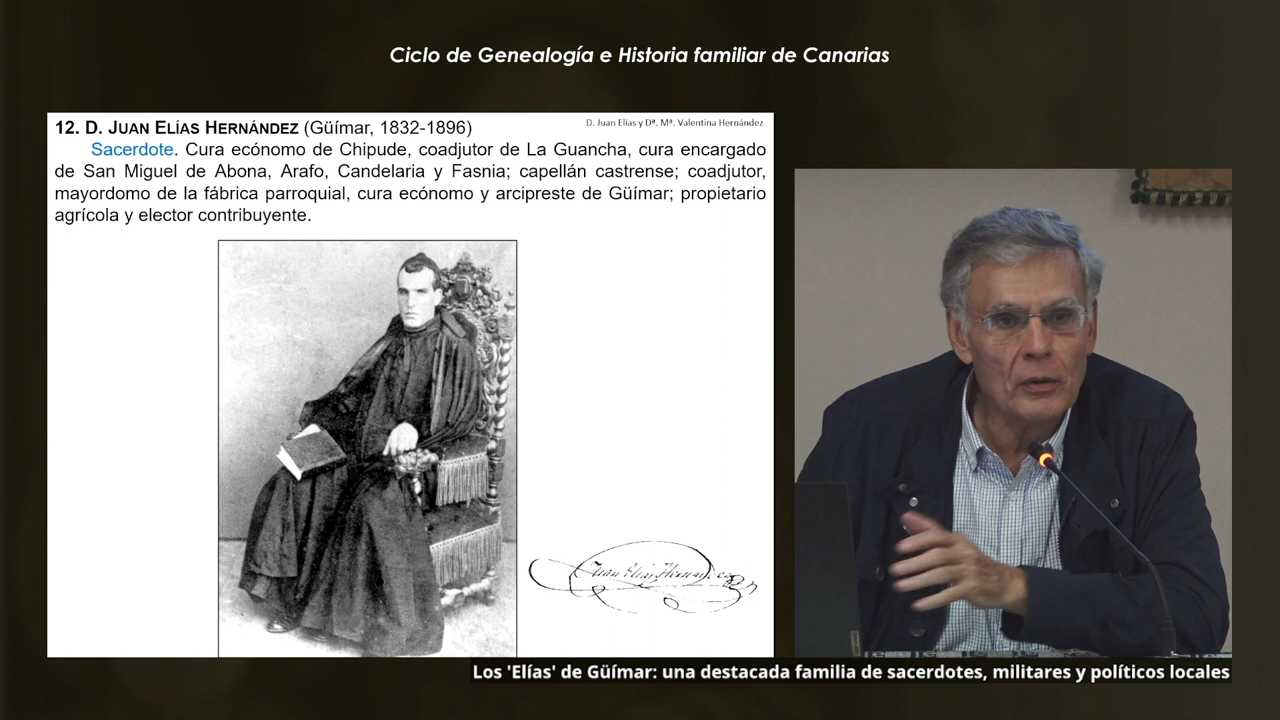 Ciclo de Genealogía e Historia familiar de Canarias
12. D. JUAN ELÍAS HERNÁNDEZ (Güímar, 1832-1896)
D. Juan Elías y Dª. Mª. Valentina Hernández
Sacerdote. Cura ecónomo de Chipude, coadjutor de La Guancha, cura encargado
de San Miguel de Abona, Arafo, Candelaria y Fasnia; capellán castrense; coadjutor,
mayordomo de la fábrica parroquial, cura ecónomo y arcipreste de Güímar; propietario
agrícola y elector contribuyente.
Juan Elías Hernández
Los 'Elías' de Güímar: una destacada familia de sacerdotes, militares y políticos locales